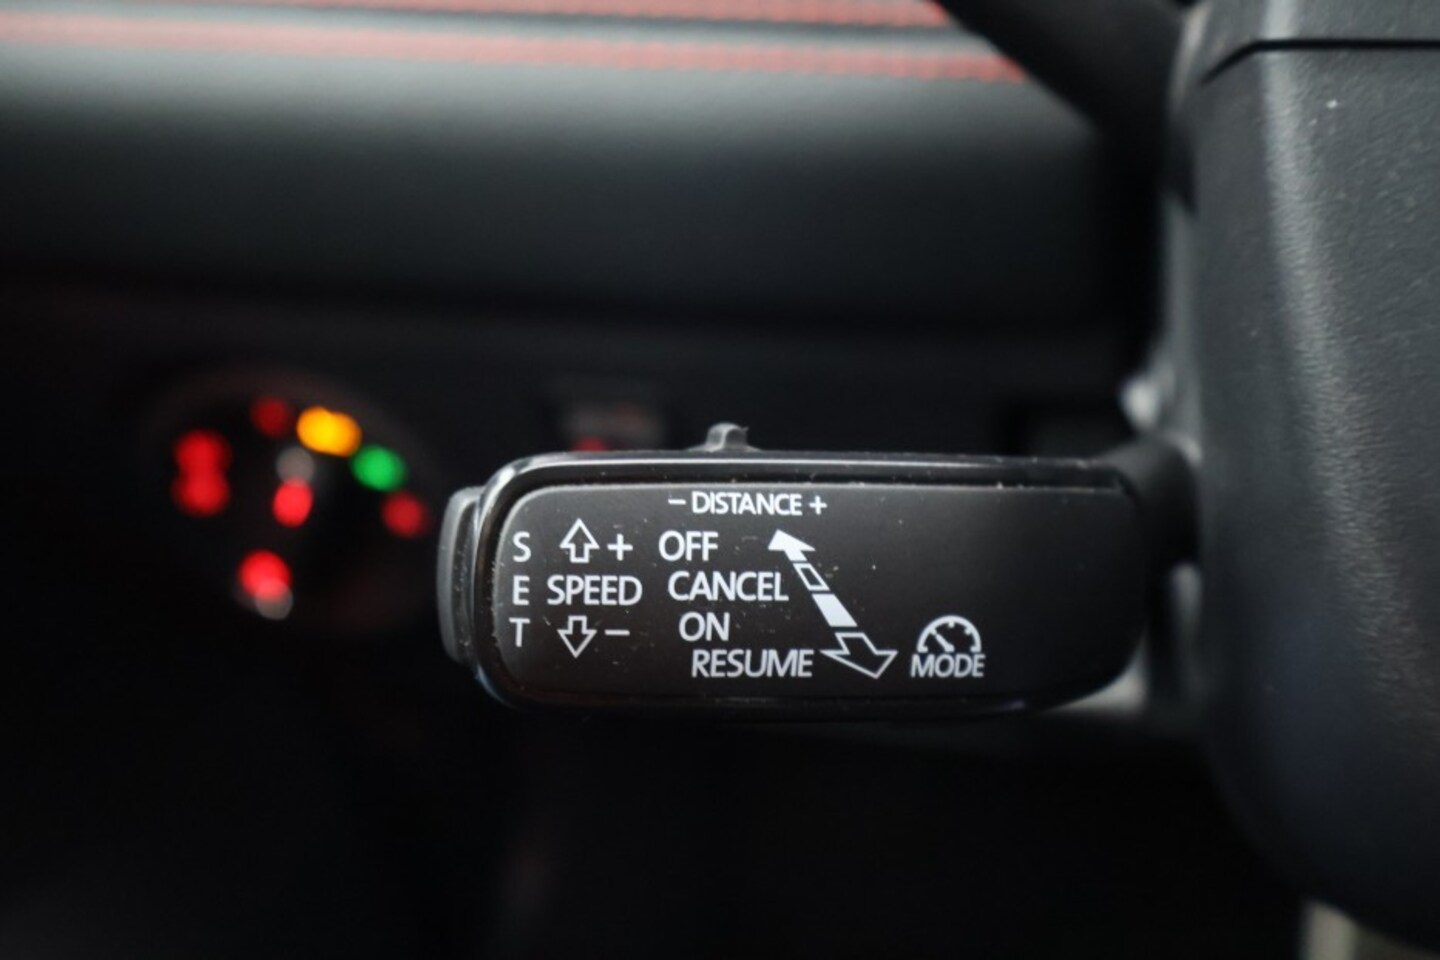 − DISTANCE +
S + OFF
E SPEED CANCEL
T − ON
RESUME
MODE